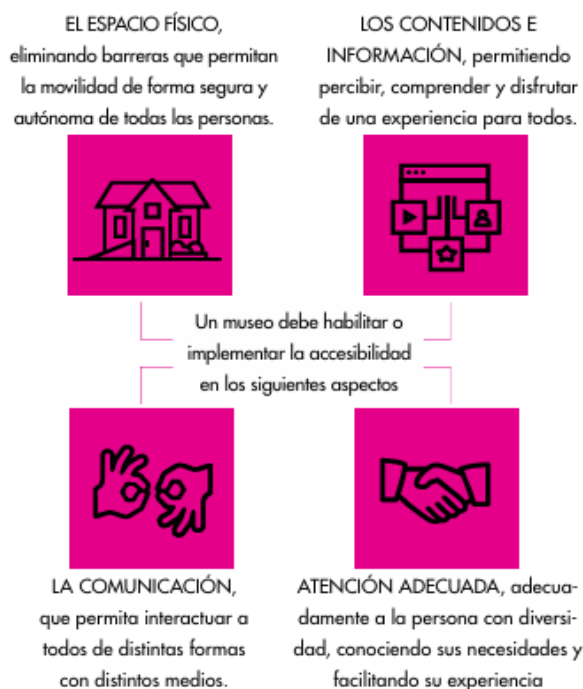 EL ESPACIO FÍSICO,
eliminando barreras que permitan
la movilidad de forma segura y
autónoma de todas las personas.
LOS CONTENIDOS E
INFORMACIÓN, permitiendo
percibir, comprender y disfrutar
de una experiencia para todos.
Un museo debe habilitar o
implementar la accesibilidad
en los siguientes aspectos
LA COMUNICACIÓN,
que permita interactuar a
todos de distintas formas
con distintos medios.
ATENCIÓN ADECUADA, adecua-
damente a la persona con diversi-
dad, conociendo sus necesidades y
facilitando su experiencia